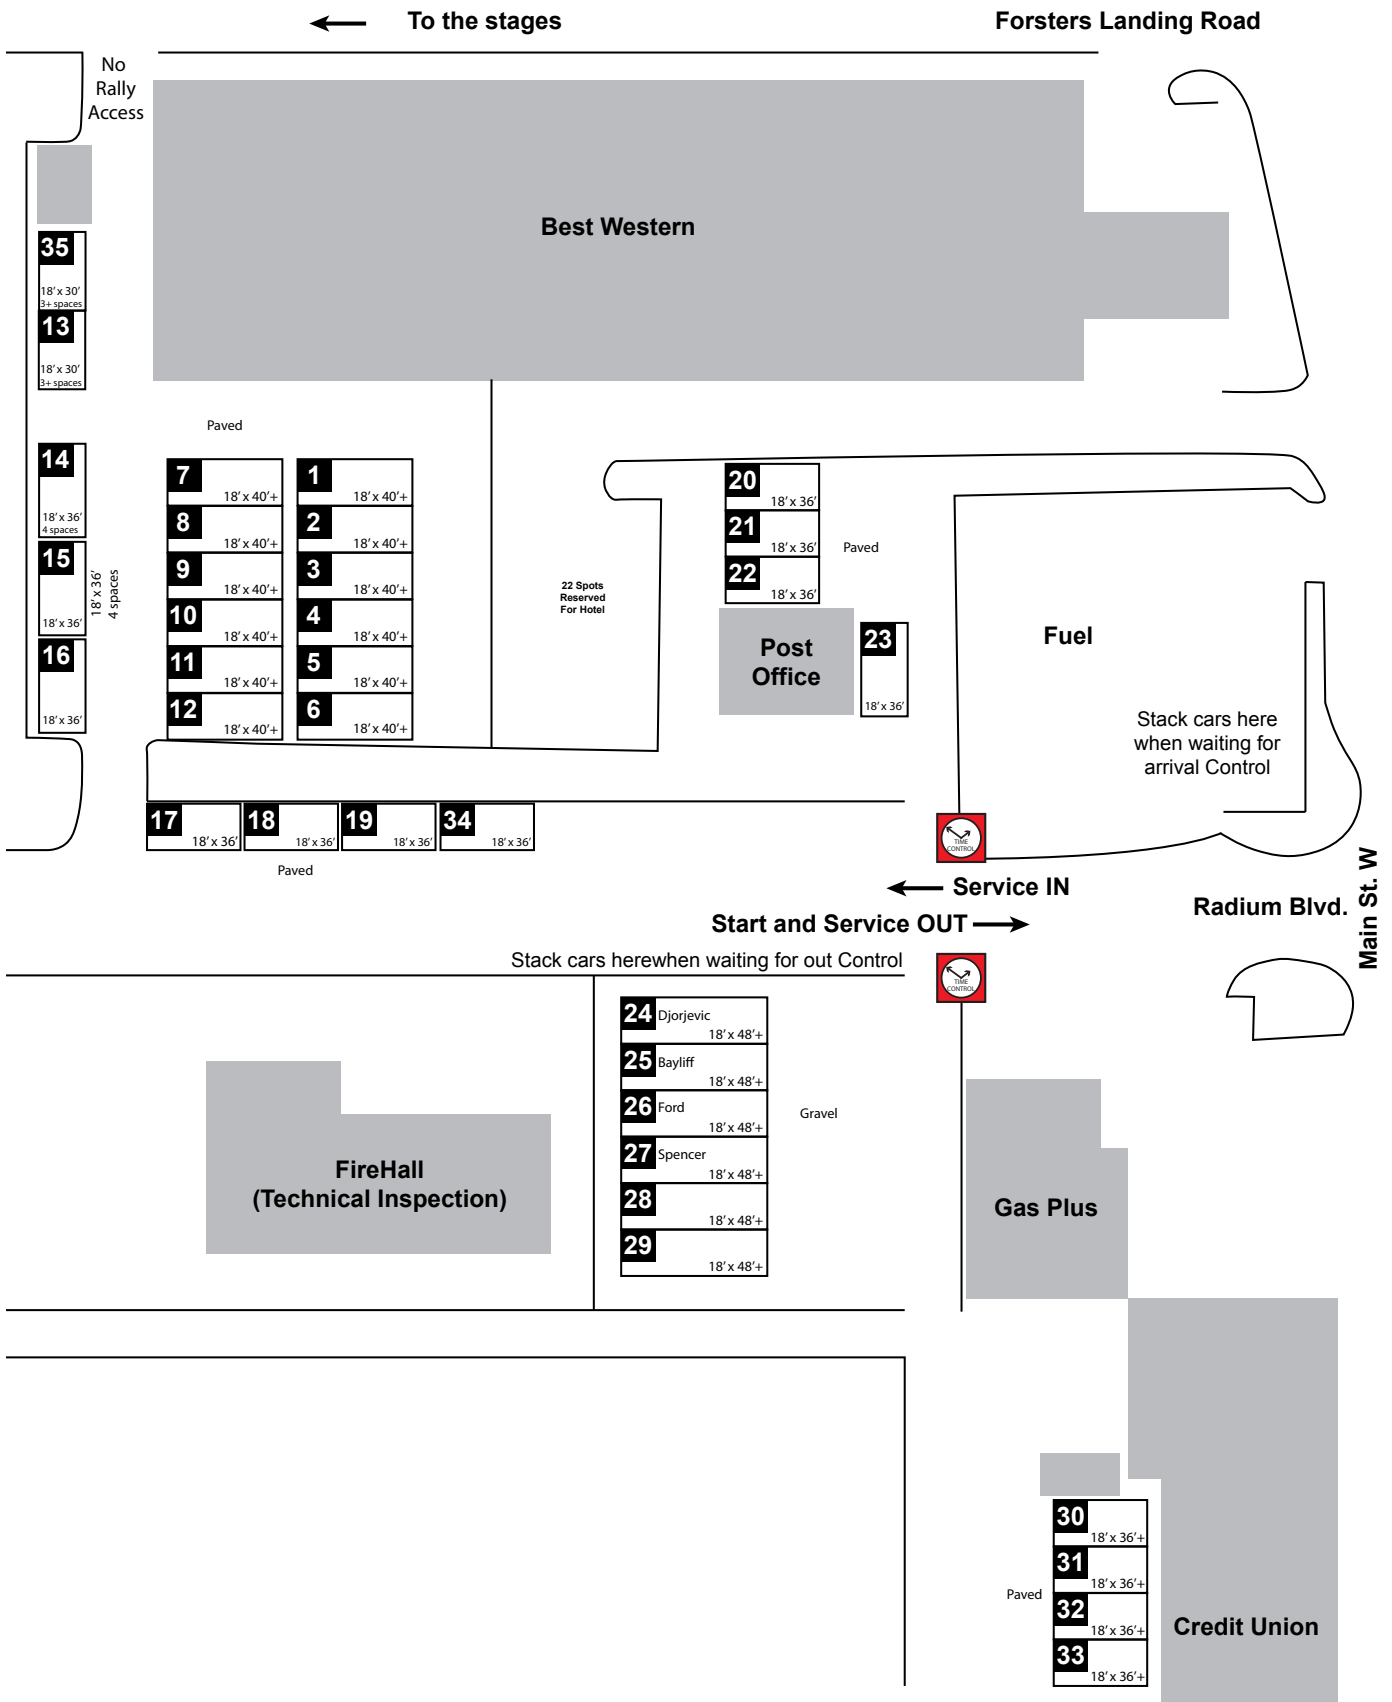 To the stages
Forsters Landing Road
No
Rally
Access
Best Western
35
18' x 30'
3+ spaces
13
18' x 30'
3+ spaces
Paved
14
18' x 36'
4 spaces
15
18' x 36'
18' x 36'
4 spaces
16
18' x 36'
7
18' x 40'+
8
18' x 40'+
9
18' x 40'+
10
18' x 40'+
11
18' x 40'+
12
18' x 40'+
1
18' x 40'+
2
18' x 40'+
3
18' x 40'+
4
18' x 40'+
5
18' x 40'+
6
18' x 40'+
22 Spots
Reserved
For Hotel
20
18' x 36'
21
18' x 36'
22
18' x 36'
Paved
Post
Office
23
18' x 36'
Fuel
Stack cars here
when waiting for
arrival Control
17
18' x 36'
18
18' x 36'
19
18' x 36'
34
18' x 36'
Paved
TIME
CONTROL
Service IN
Start and Service OUT
Radium Blvd.
Main St. W
Stack cars herewhen waiting for out Control
TIME
CONTROL
24 Djorjevic
18' x 48'+
25 Bayliff
18' x 48'+
26 Ford
18' x 48'+
27 Spencer
18' x 48'+
28
18' x 48'+
29
18' x 48'+
Gravel
FireHall
(Technical Inspection)
Gas Plus
30
18' x 36'+
31
18' x 36'+
32
18' x 36'+
33
18' x 36'+
Paved
Credit Union